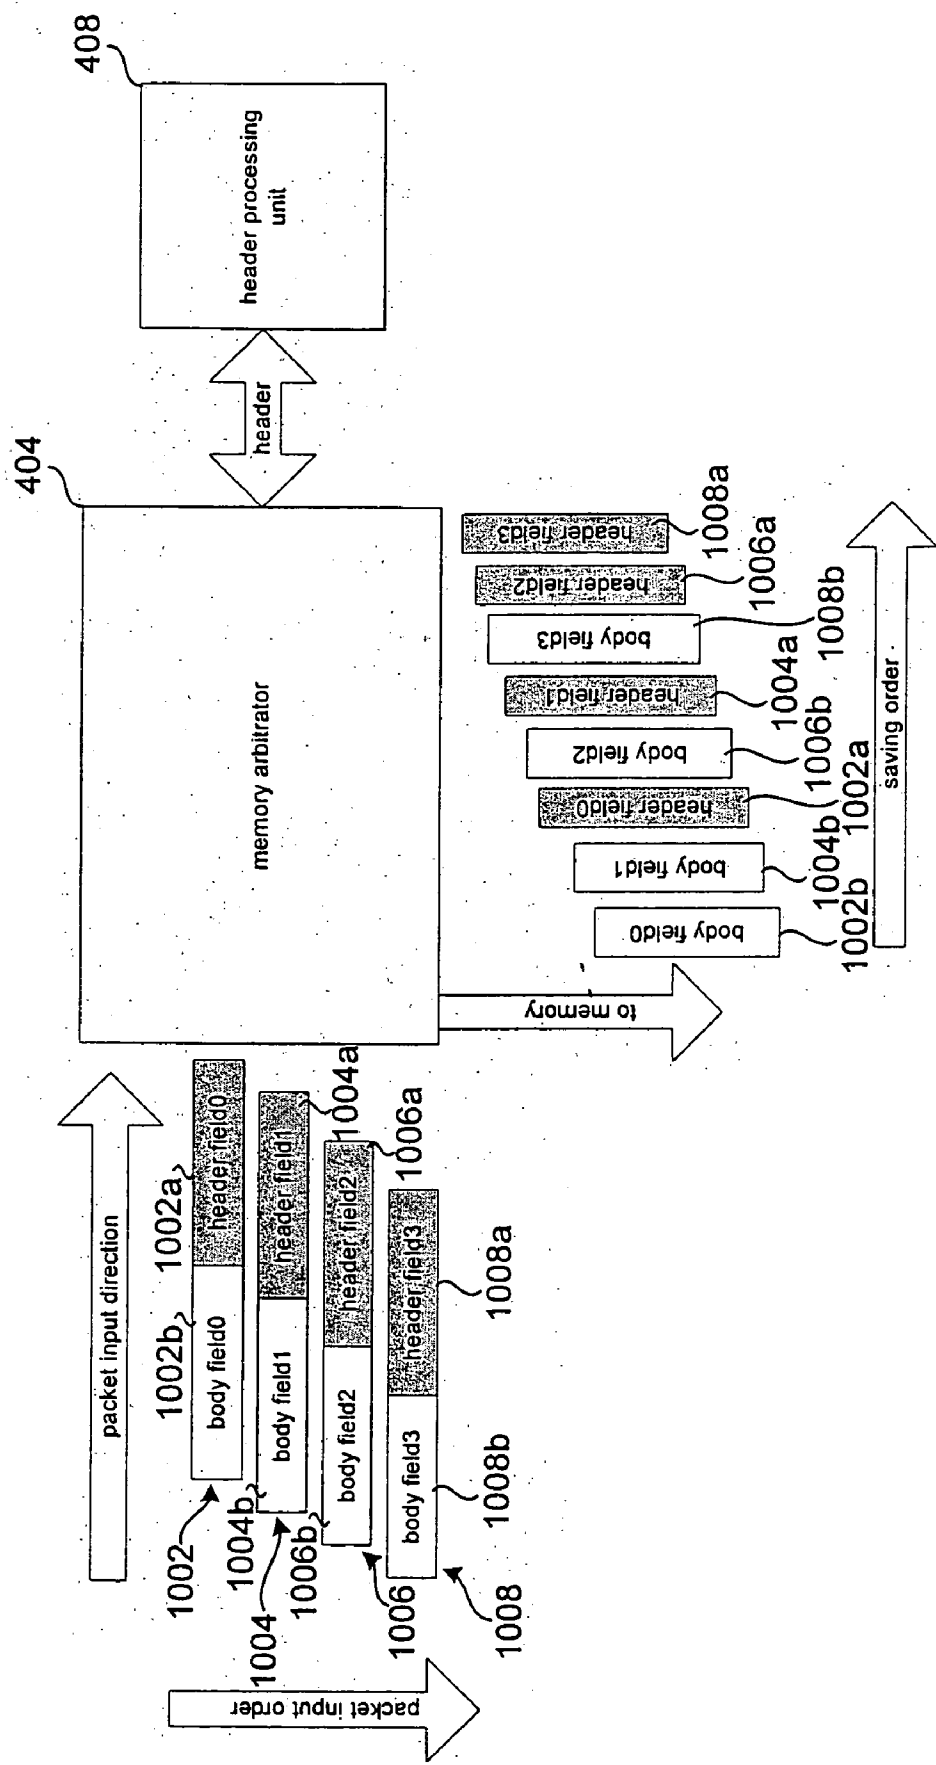 packet input direction
1002b
1002a
body field0
header field0
1002
1004b
body field1
header field1
1004a
1004
1006b
body field2
header field2
1006a
1006
body field3
header field3
1008b
1008a
1008
packet input order
404
memory arbitrator
header
408
header processing
unit
to memory
body field0
body field1
header field0
body field2
header field1
body field3
header field2
header field3
1002b
1004b
1002a
1006b
1004a
1008b
1006a
1008a
saving order